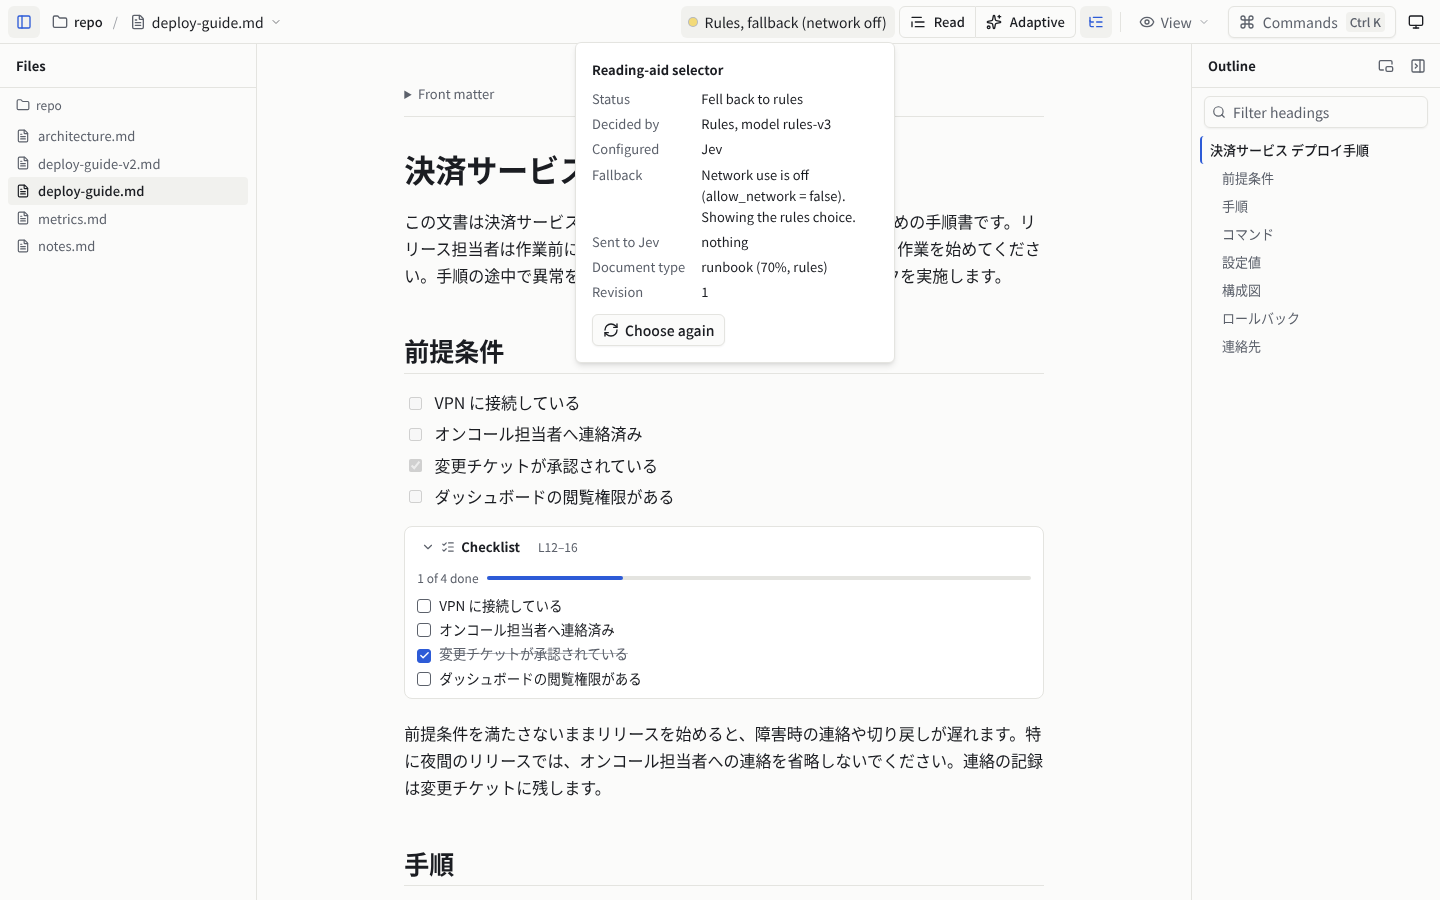 repo / deploy-guide.md
Rules, fallback (network off)
Read
Adaptive
View
Commands Ctrl K
Files
repo
architecture.md
deploy-guide-v2.md
deploy-guide.md
metrics.md
notes.md
Front matter
決済サービス
この文書は決済サービス
めの手順書です。リ
リース担当者は作業前に
作業を始めてくださ
い。手順の途中で異常を
を実施します。
Reading-aid selector
Status Fell back to rules
Decided by Rules, model rules-v3
Configured Jev
Fallback Network use is off
(allow_network = false).
Showing the rules choice.
Sent to Jev nothing
Document type runbook (70%, rules)
Revision 1
Choose again
前提条件
VPN に接続している
オンコール担当者へ連絡済み
変更チケットが承認されている
ダッシュボードの閲覧権限がある
Checklist L12–16
1 of 4 done
VPN に接続している
オンコール担当者へ連絡済み
変更チケットが承認されている
ダッシュボードの閲覧権限がある
前提条件を満たさないままリリースを始めると、障害時の連絡や切り戻しが遅れます。特
に夜間のリリースでは、オンコール担当者への連絡を省略しないでください。連絡の記録
は変更チケットに残します。
手順
Outline
Filter headings
決済サービス デプロイ手順
前提条件
手順
コマンド
設定値
構成図
ロールバック
連絡先